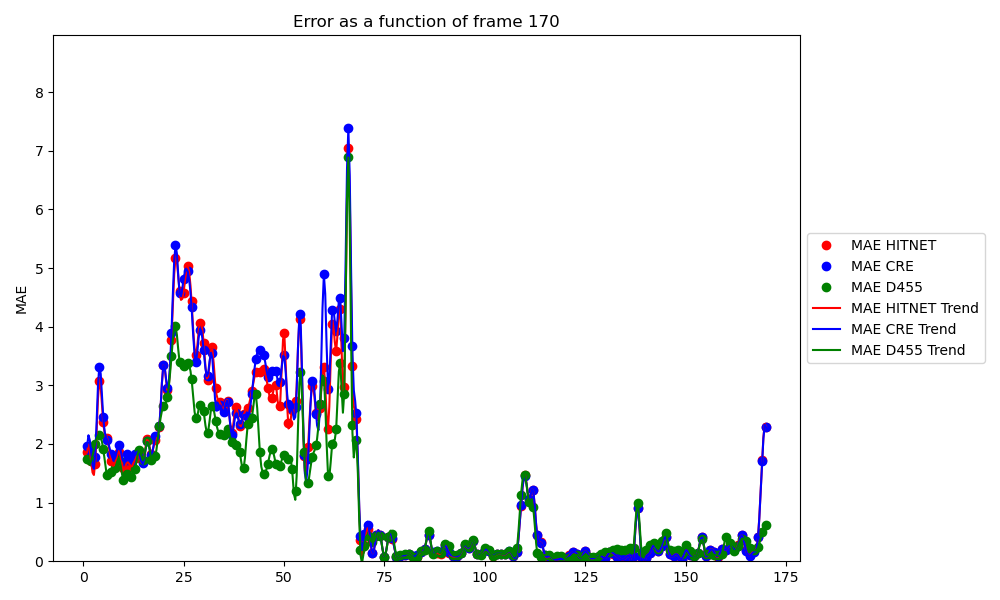 Error as a function of frame 170
MAE
8
7
6
5
4
3
2
1
0
0 25 50 75 100 125 150 175
MAE HITNET
MAE CRE
MAE D455
MAE HITNET Trend
MAE CRE Trend
MAE D455 Trend